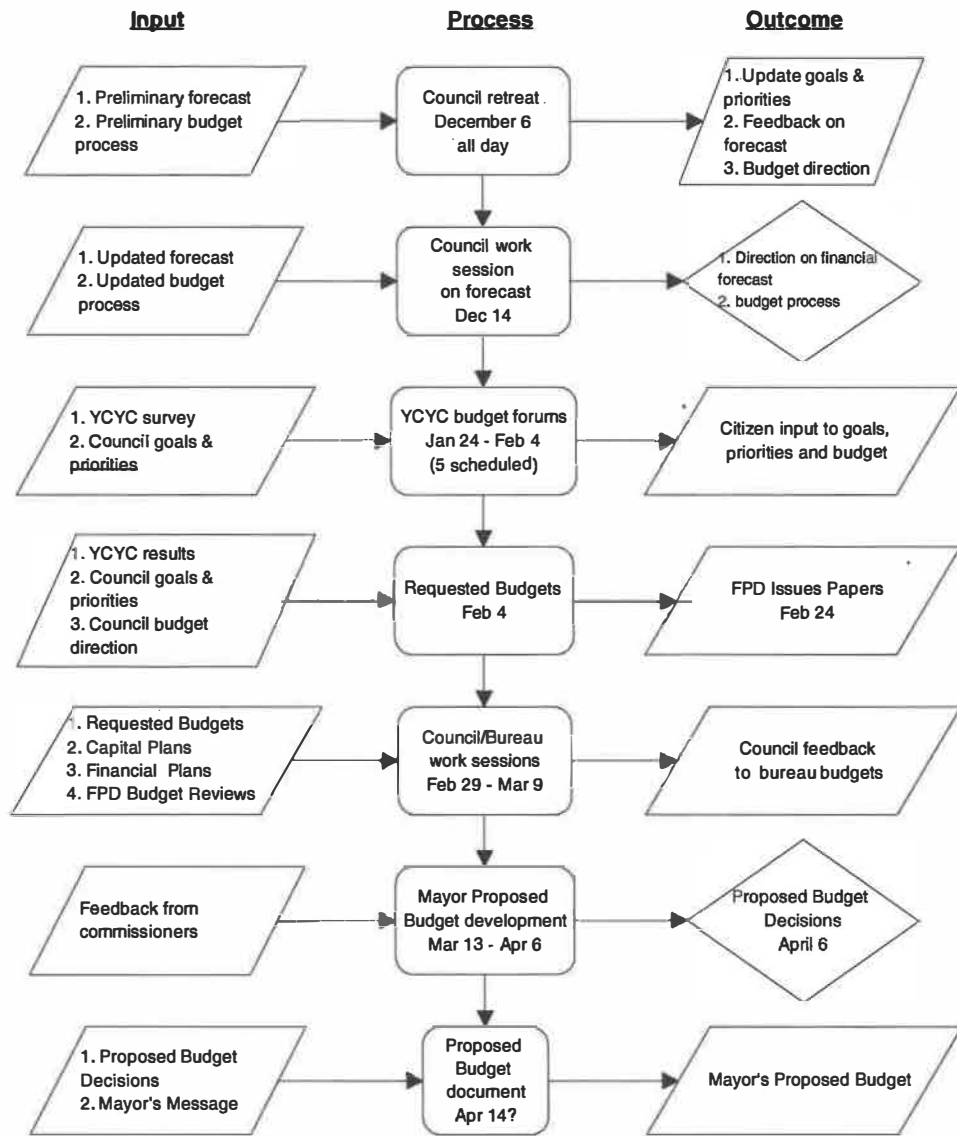 Input
Process
Outcome
1. Preliminary forecast
2. Preliminary budget
process
Council retreat
December 6
all day
1. Update goals &
priorities
2. Feedback on
forecast
3. Budget direction
1. Updated forecast
2. Updated budget
process
Council work
session
on forecast
Dec 14
1. Direction on financial
forecast
2. budget process
1. YCYC survey
2. Council goals &
priorities
YCYC budget forums
Jan 24 - Feb 4
(5 scheduled)
Citizen input to goals,
priorities and budget
1. YCYC results
2. Council goals &
priorities
3. Council budget
direction
Requested Budgets
Feb 4
FPD Issues Papers
Feb 24
1. Requested Budgets
2. Capital Plans
3. Financial Plans
4. FPD Budget Reviews
Council/Bureau
work sessions
Feb 29 - Mar 9
Council feedback
to bureau budgets
Feedback from
commissioners
Mayor Proposed
Budget development
Mar 13 - Apr 6
Proposed Budget
Decisions
April 6
1. Proposed Budget
Decisions
2. Mayor's Message
Proposed
Budget
document
Apr 14?
Mayor's Proposed Budget